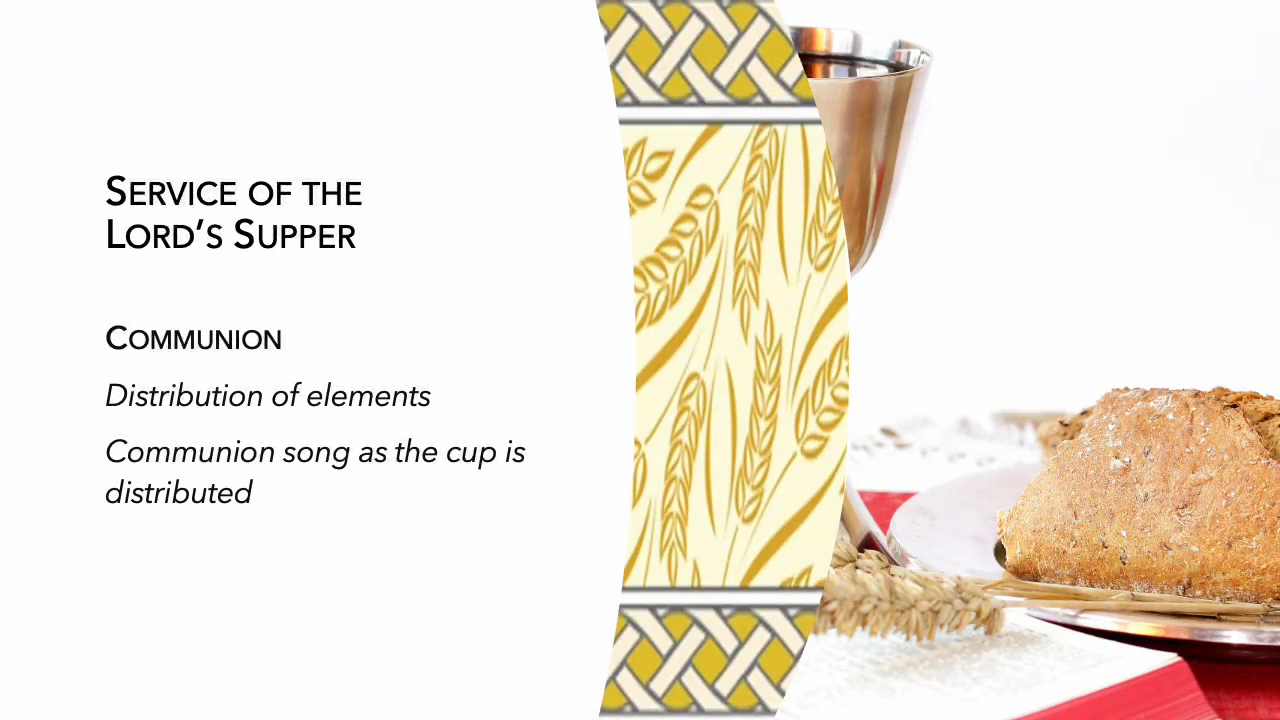 Service of the
Lord’s Supper
Communion
Distribution of elements
Communion song as the cup is
distributed